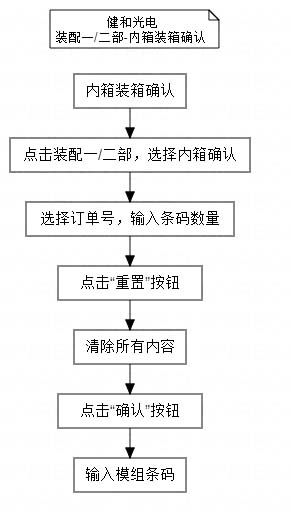 健和光电
装配一/二部-内箱装箱确认
内箱装箱确认
点击装配一/二部，选择内箱确认
选择订单号，输入条码数量
点击“重置”按钮
清除所有内容
点击“确认”按钮
输入模组条码